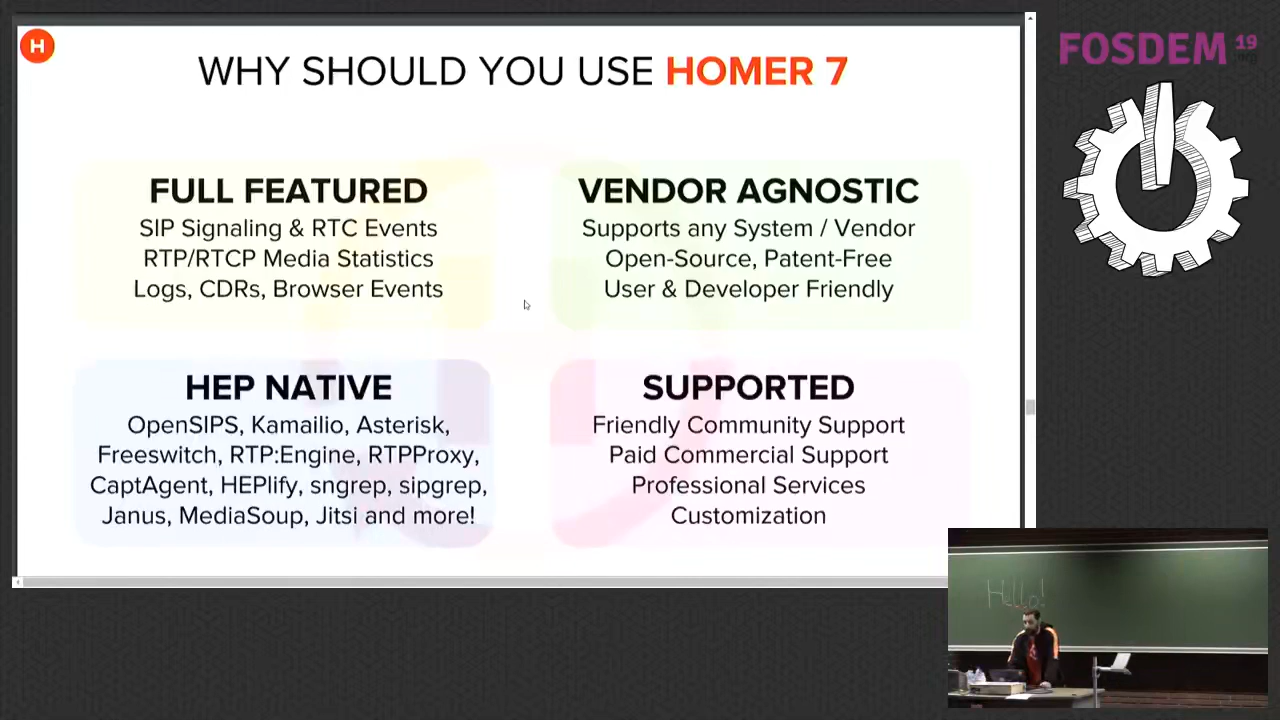 H
WHY SHOULD YOU USE HOMER 7
FULL FEATURED
SIP Signaling & RTC Events
RTP/RTCP Media Statistics
Logs, CDRs, Browser Events
VENDOR AGNOSTIC
Supports any System / Vendor
Open-Source, Patent-Free
User & Developer Friendly
HEP NATIVE
OpenSIPS, Kamailio, Asterisk,
Freeswitch, RTP:Engine, RTPProxy,
CaptAgent, HEPlify, sngrep, sipgrep,
Janus, MediaSoup, Jitsi and more!
SUPPORTED
Friendly Community Support
Paid Commercial Support
Professional Services
Customization
FOSDEM 19
.org
Hello!